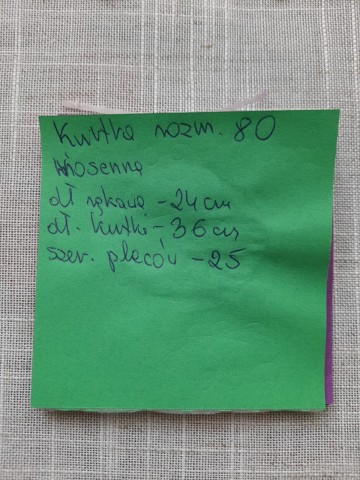 Kurtka rozm. 80
wiosenna
dł rękawa - 24 cm
dł. kurtki - 36 cm
szer. pleców - 25